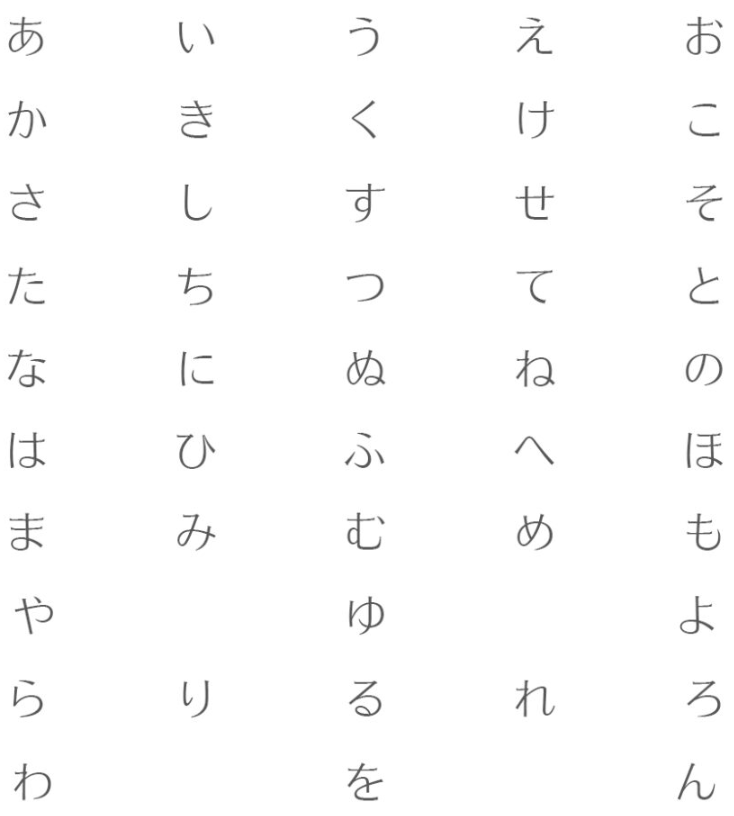 あ い う え お
か き く け こ
さ し す せ そ
た ち つ て と
な に ぬ ね の
は ひ ふ へ ほ
ま み む め も
や ゆ よ
ら り る れ ろ
わ を ん